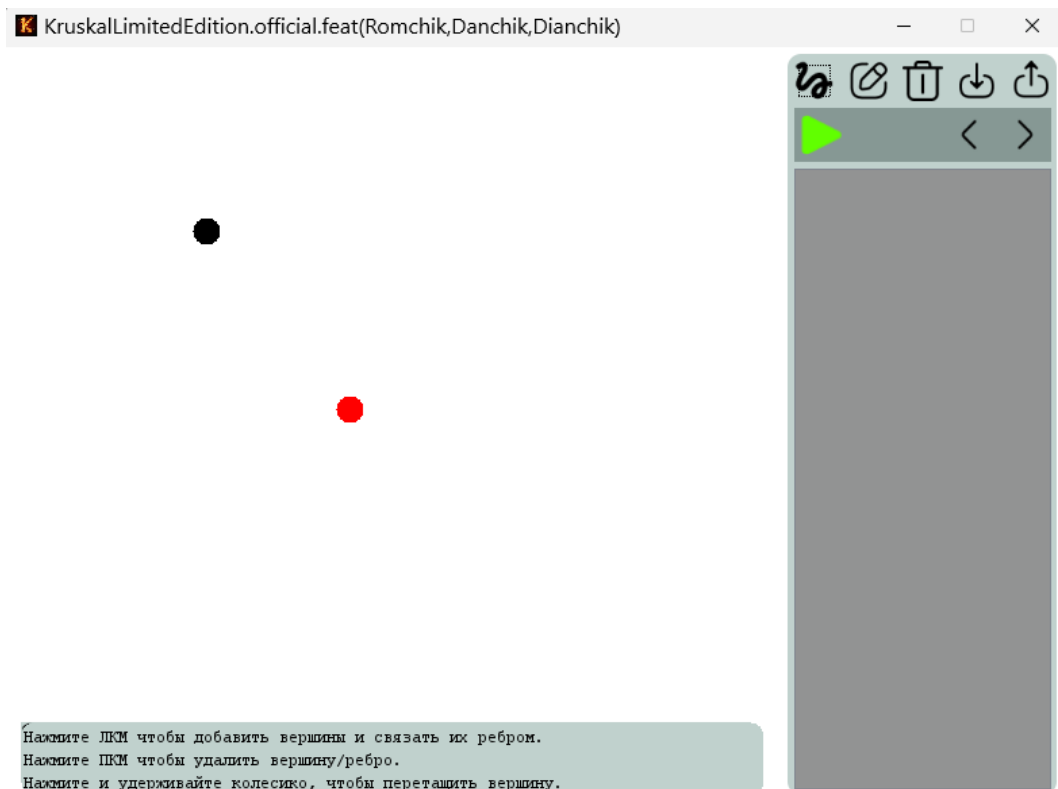 KruskalLimitedEdition.official.feat(Romchik,Danchik,Dianchik)
Нажмите ЛКМ чтобы добавить вершины и связать их ребром.
Нажмите ПКМ чтобы удалить вершину/ребро.
Нажмите и удерживайте колесико, чтобы перетащить вершину.